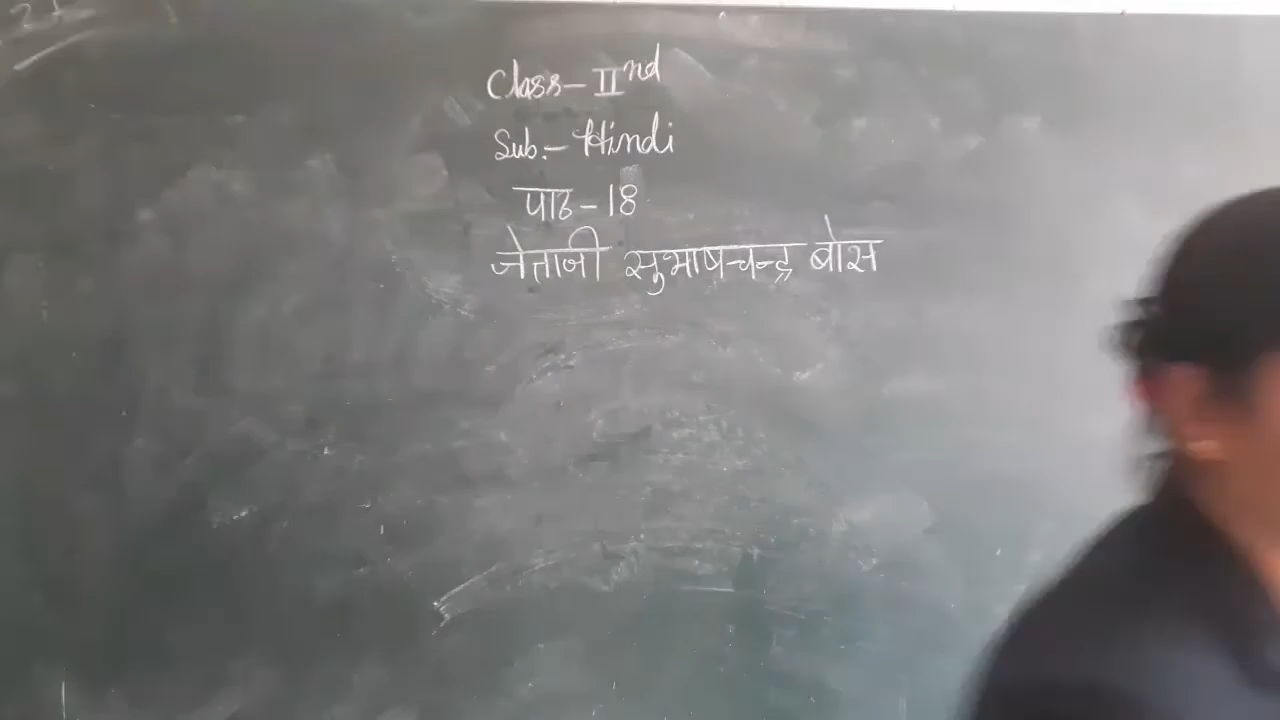 Class- IInd
Sub.- Hindi
पाठ-18
नेताजी सुभाषचन्द्र बोस